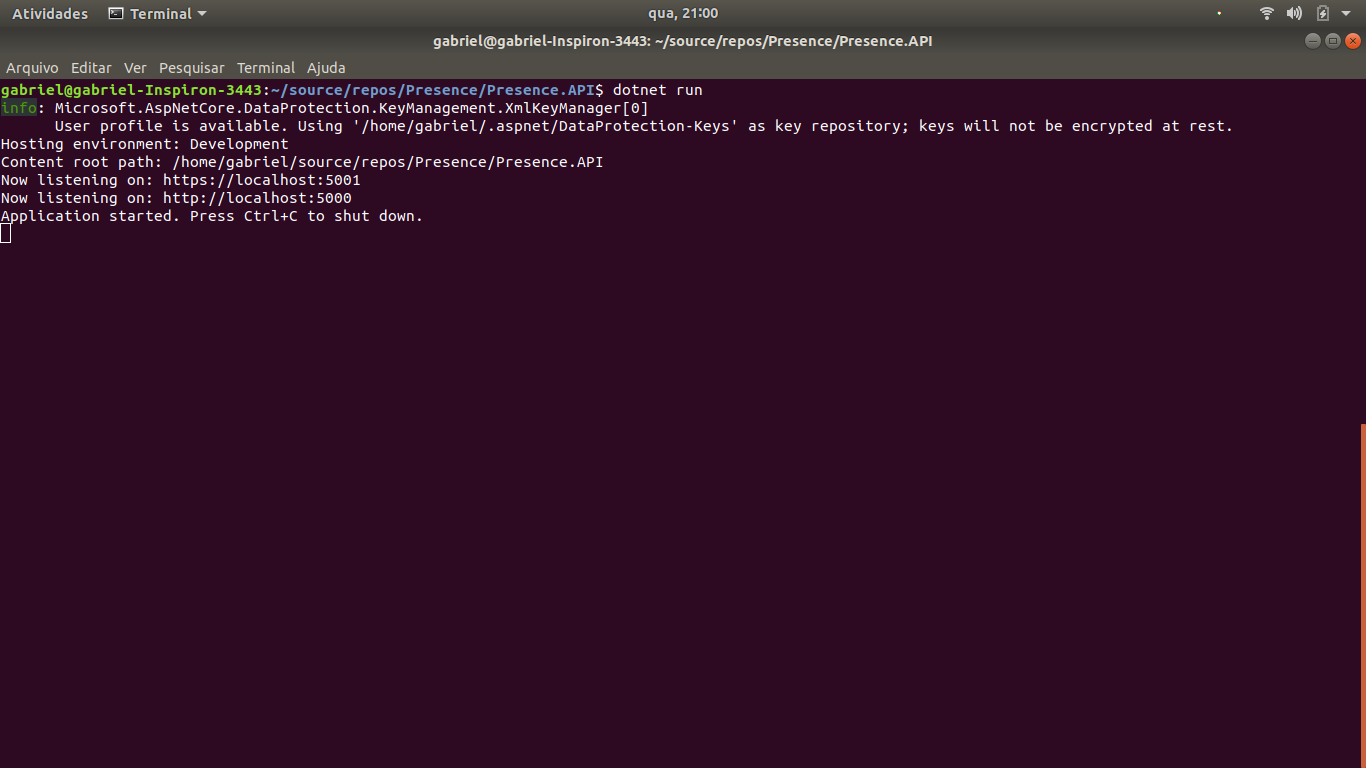 Atividades Terminal qua, 21:00
gabriel@gabriel-Inspiron-3443: ~/source/repos/Presence/Presence.API
Arquivo Editar Ver Pesquisar Terminal Ajuda
gabriel@gabriel-Inspiron-3443:~/source/repos/Presence/Presence.API$ dotnet run
info: Microsoft.AspNetCore.DataProtection.KeyManagement.XmlKeyManager[0]
      User profile is available. Using '/home/gabriel/.aspnet/DataProtection-Keys' as key repository; keys will not be encrypted at rest.
Hosting environment: Development
Content root path: /home/gabriel/source/repos/Presence/Presence.API
Now listening on: https://localhost:5001
Now listening on: http://localhost:5000
Application started. Press Ctrl+C to shut down.